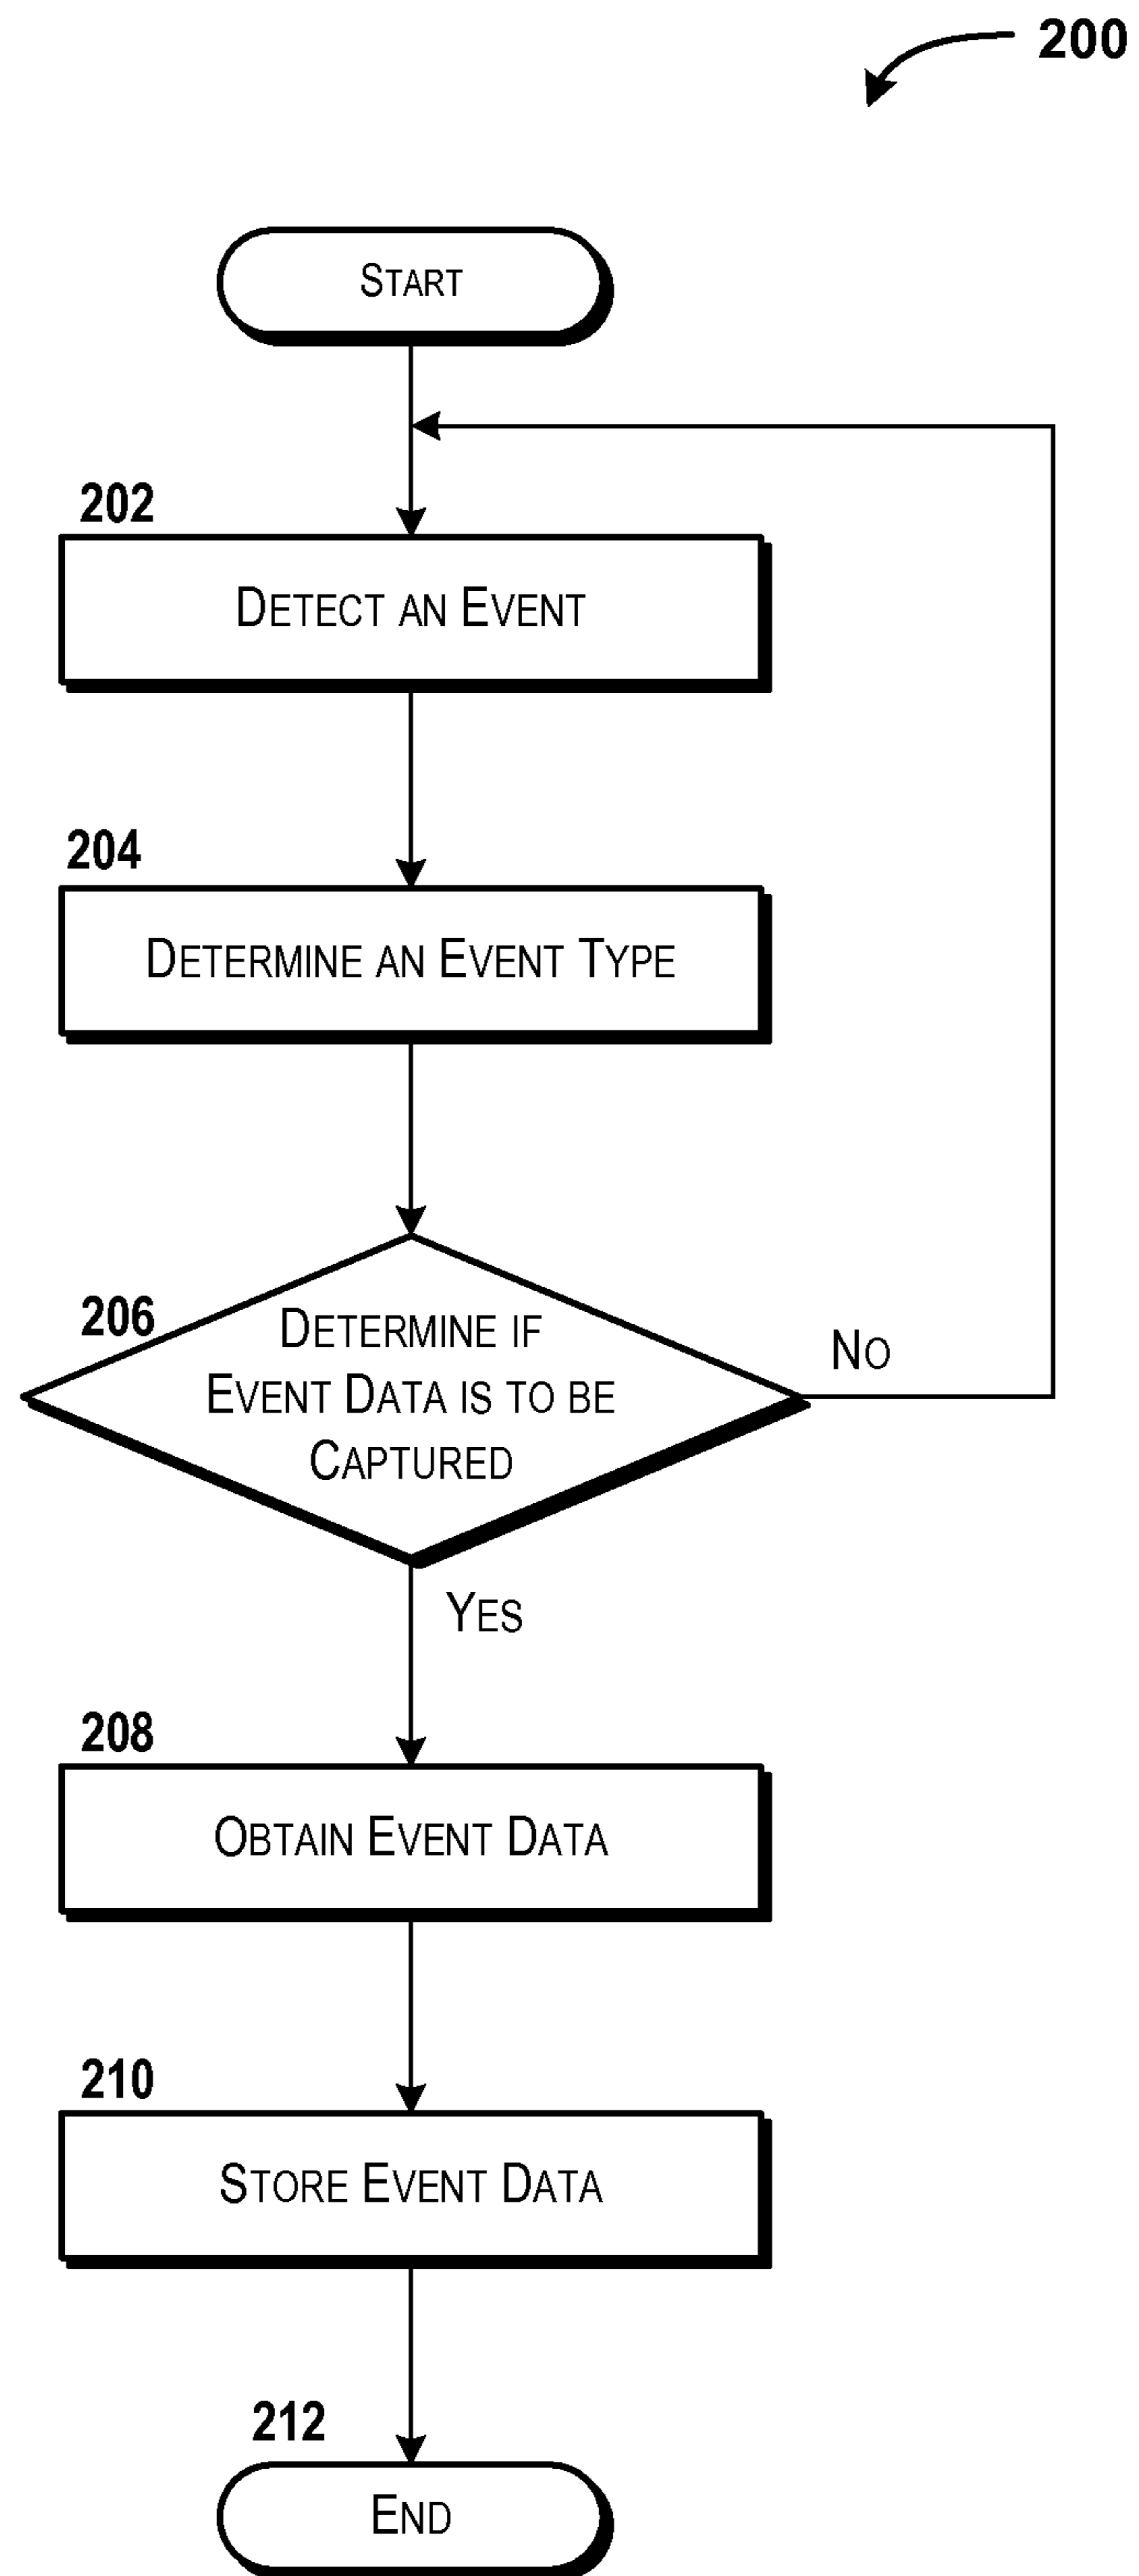 200
START
202
DETECT AN EVENT
204
DETERMINE AN EVENT TYPE
206
DETERMINE IF
EVENT DATA IS TO BE
CAPTURED
NO
YES
208
OBTAIN EVENT DATA
210
STORE EVENT DATA
212
END